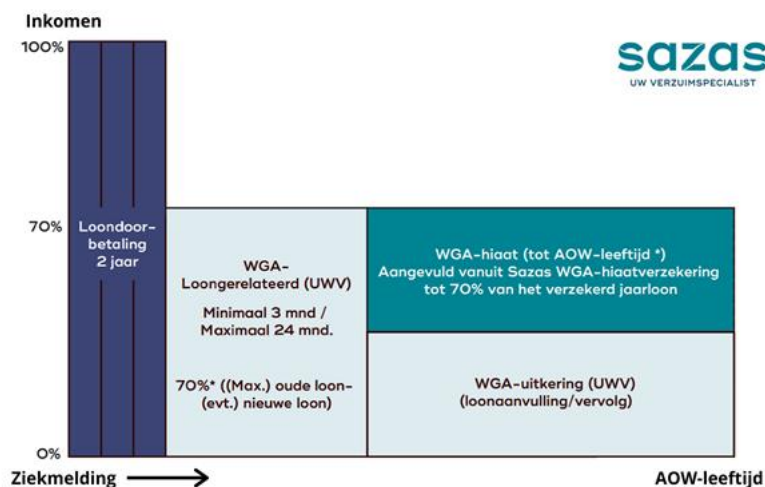 Inkomen
100%
sazas
UW VERZUIMSPECIALIST
70%
Loondoor-
betaling
2 jaar
WGA-
Loongerelateerd (UWV)
Minimaal 3 mnd /
Maximaal 24 mnd.
70%* ((Max.) oude loon-
(evt.) nieuwe loon)
WGA-hiaat (tot AOW-leeftijd *)
Aangevuld vanuit Sazas WGA-hiaatverzekering
tot 70% van het verzekerd jaarloon
WGA-uitkering (UWV)
(loonaanvulling/vervolg)
0%
Ziekmelding
AOW-leeftijd